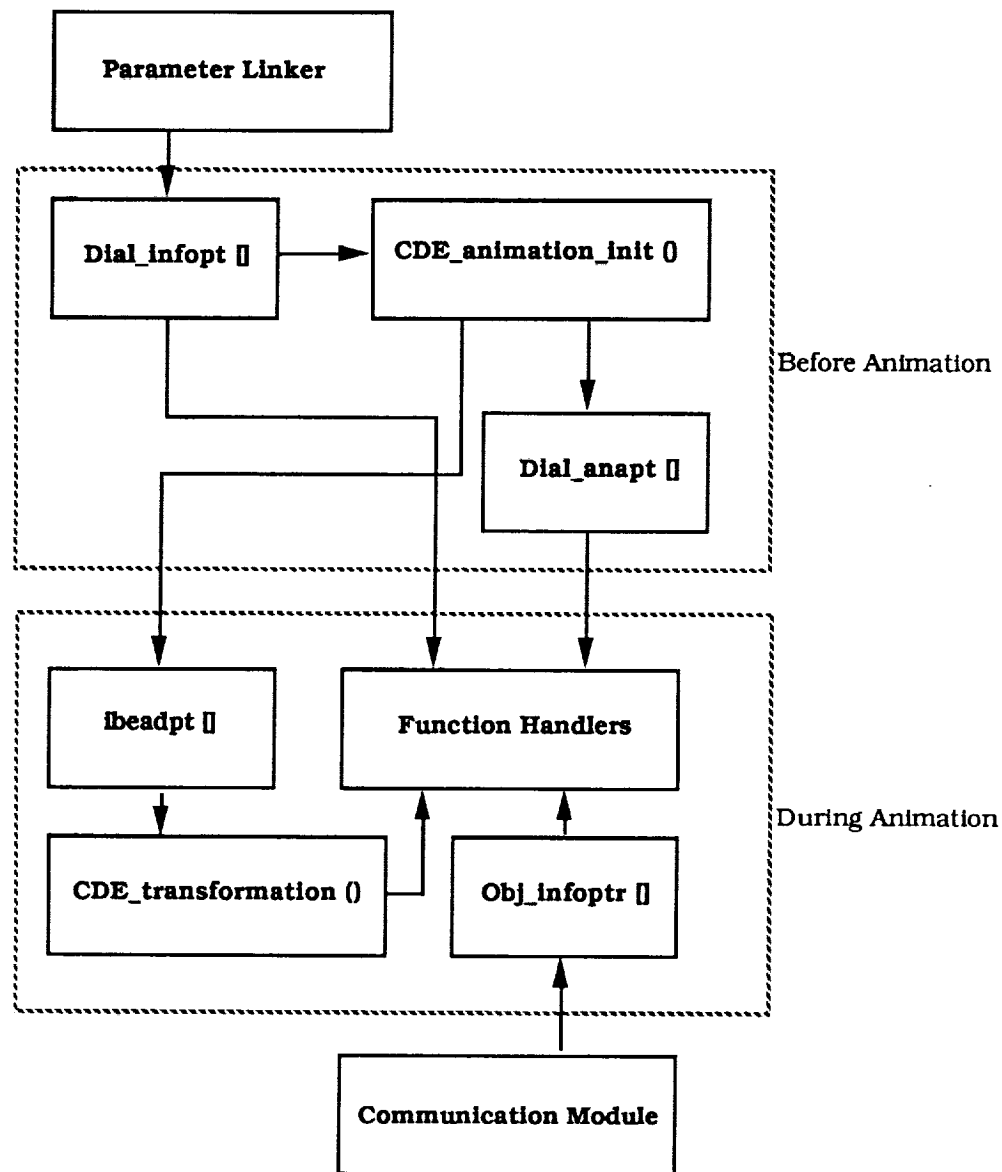 Parameter Linker
Dial_infopt []
CDE_animation_init ()
Before Animation
Dial_anapt []
ibeadpt []
Function Handlers
During Animation
CDE_transformation ()
Obj_infoptr []
Communication Module